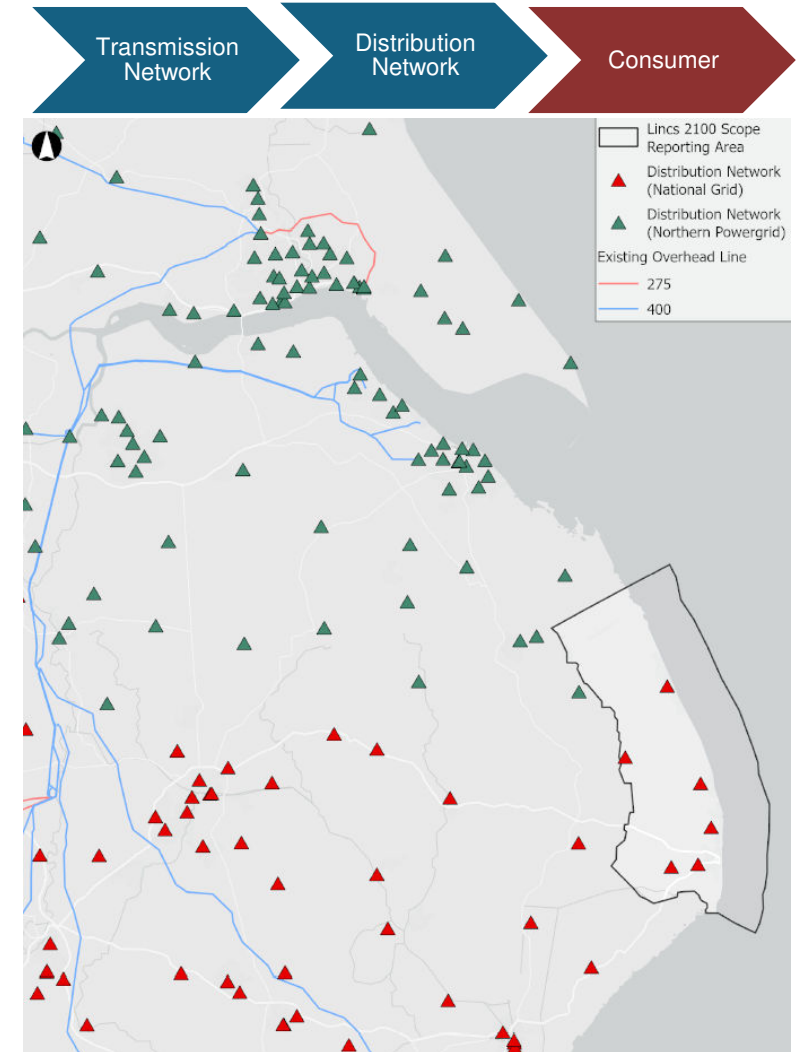 Transmission
Network
Distribution
Network
Consumer
Lincs 2100 Scope
Reporting Area
Distribution Network
(National Grid)
Distribution Network
(Northern Powergrid)
Existing Overhead Line
275
400